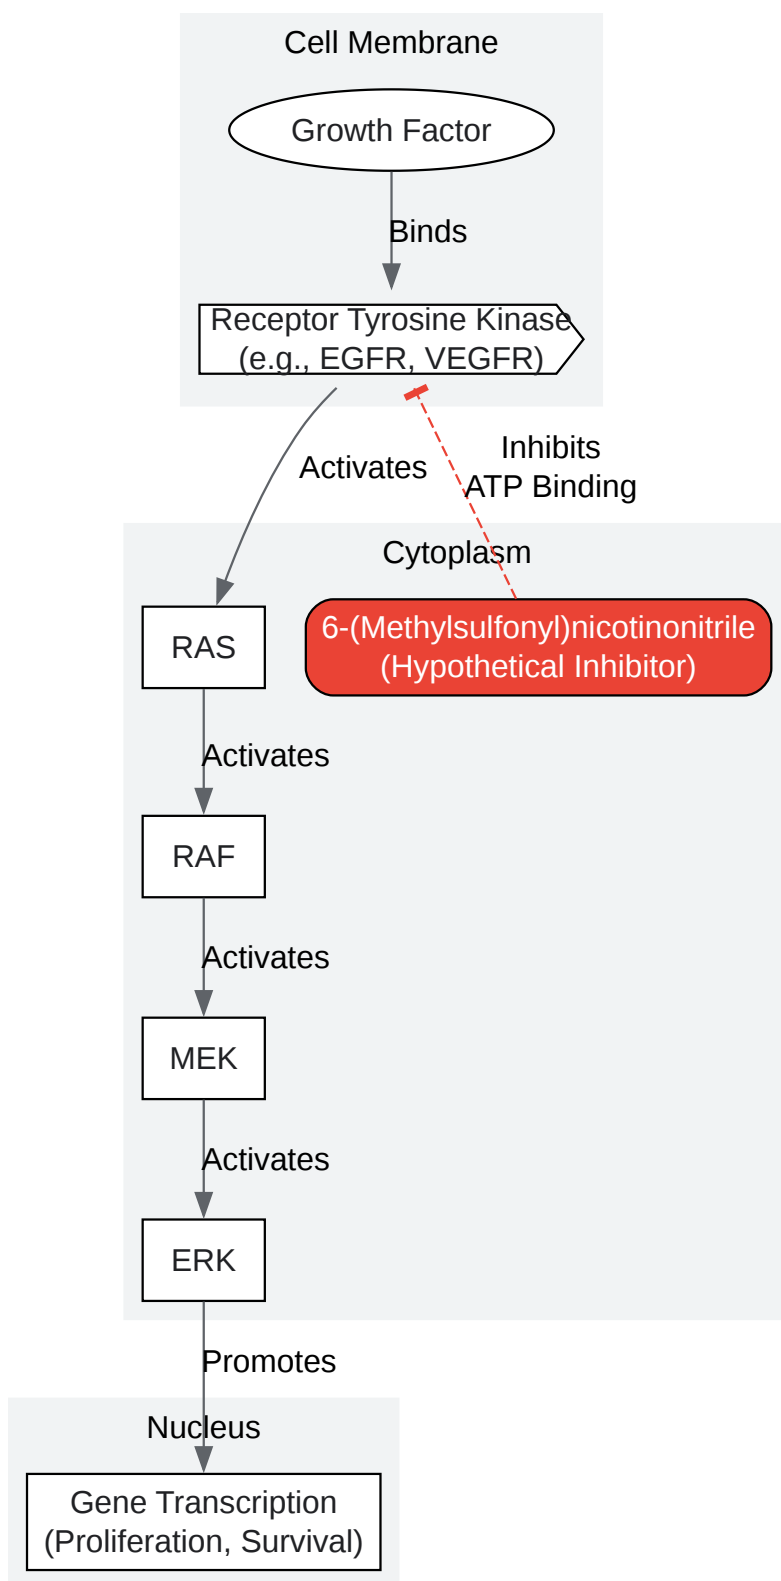 Cell Membrane
Growth Factor
Binds
Receptor Tyrosine Kinase
(e.g., EGFR, VEGFR)
Activates
Inhibits
ATP Binding
Cytoplasm
RAS
6-(Methylsulfonyl)nicotinonitrile
(Hypothetical Inhibitor)
Activates
RAF
Activates
MEK
Activates
ERK
Promotes
Nucleus
Gene Transcription
(Proliferation, Survival)